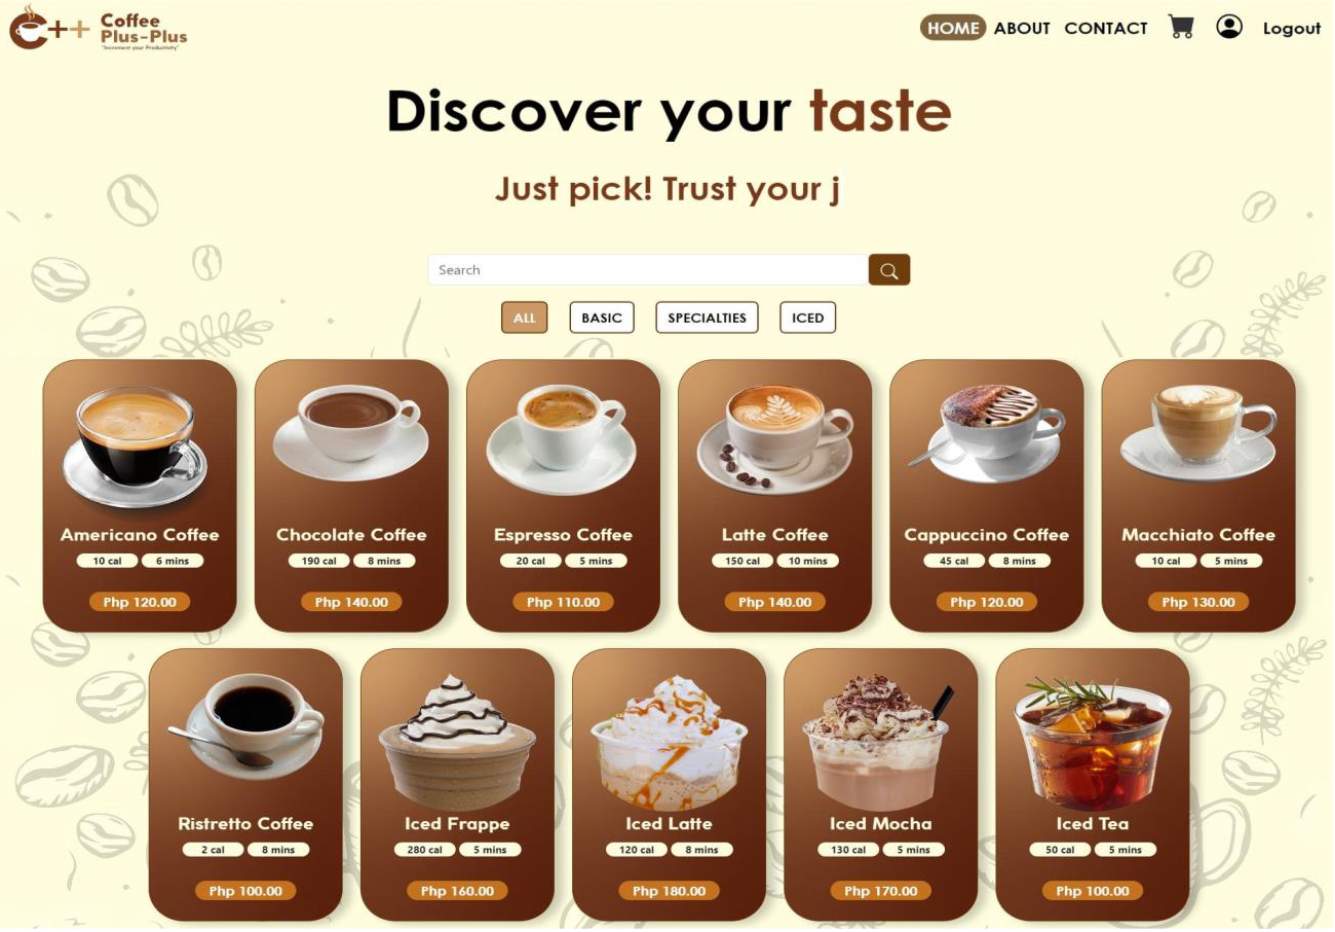 C++ Coffee
Plus-Plus
"Increment your Productivity"
HOME ABOUT CONTACT Logout
Discover your taste
Just pick! Trust your j
Search
ALL BASIC SPECIALTIES ICED
Americano Coffee
10 cal 6 mins
Php 120.00
Chocolate Coffee
190 cal 8 mins
Php 140.00
Espresso Coffee
20 cal 5 mins
Php 110.00
Latte Coffee
150 cal 10 mins
Php 140.00
Cappuccino Coffee
45 cal 8 mins
Php 120.00
Macchiato Coffee
10 cal 5 mins
Php 130.00
Ristretto Coffee
2 cal 8 mins
Php 100.00
Iced Frappe
280 cal 5 mins
Php 160.00
Iced Latte
120 cal 8 mins
Php 180.00
Iced Mocha
130 cal 5 mins
Php 170.00
Iced Tea
50 cal 5 mins
Php 100.00